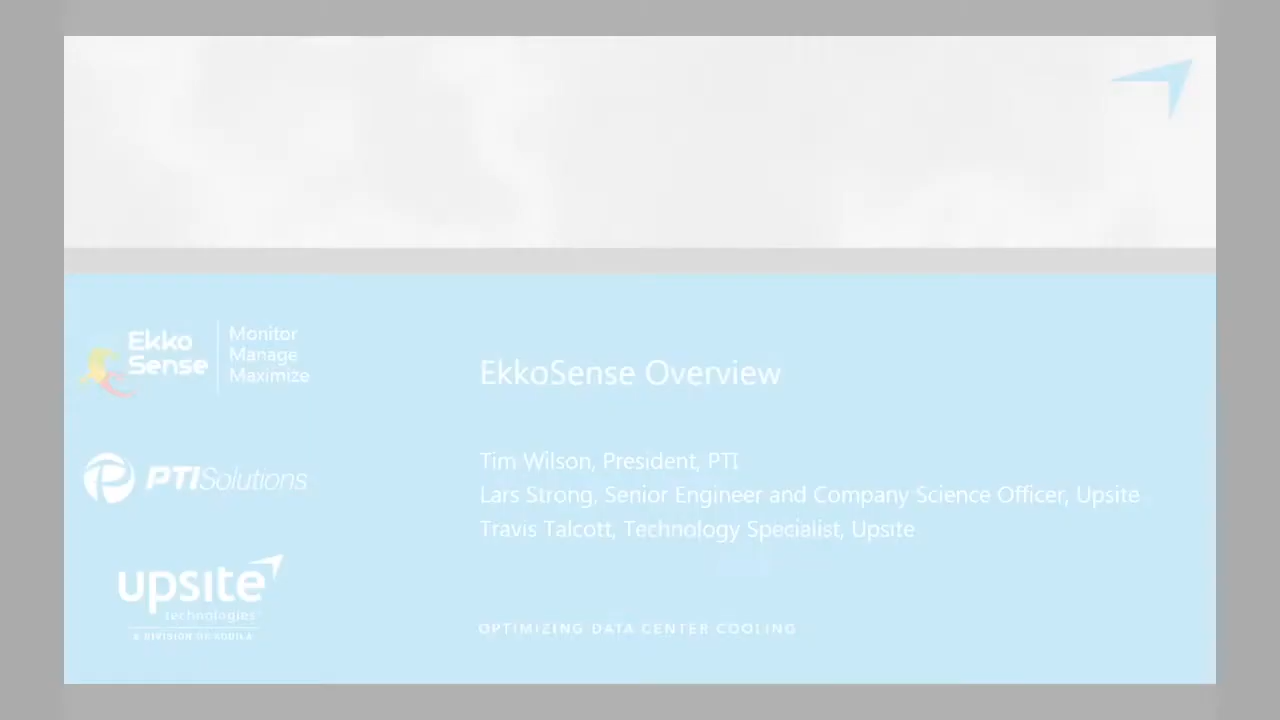 Ekko
Sense
Monitor
Manage
Maximize
EkkoSense Overview
Tim Wilson, President, PTI
Lars Strong, Senior Engineer and Company Science Officer, Upsite
Travis Talcott, Technology Specialist, Upsite
PTISolutions
upsite
technologies
A DIVISION OF
OPTIMIZING DATA CENTER COOLING